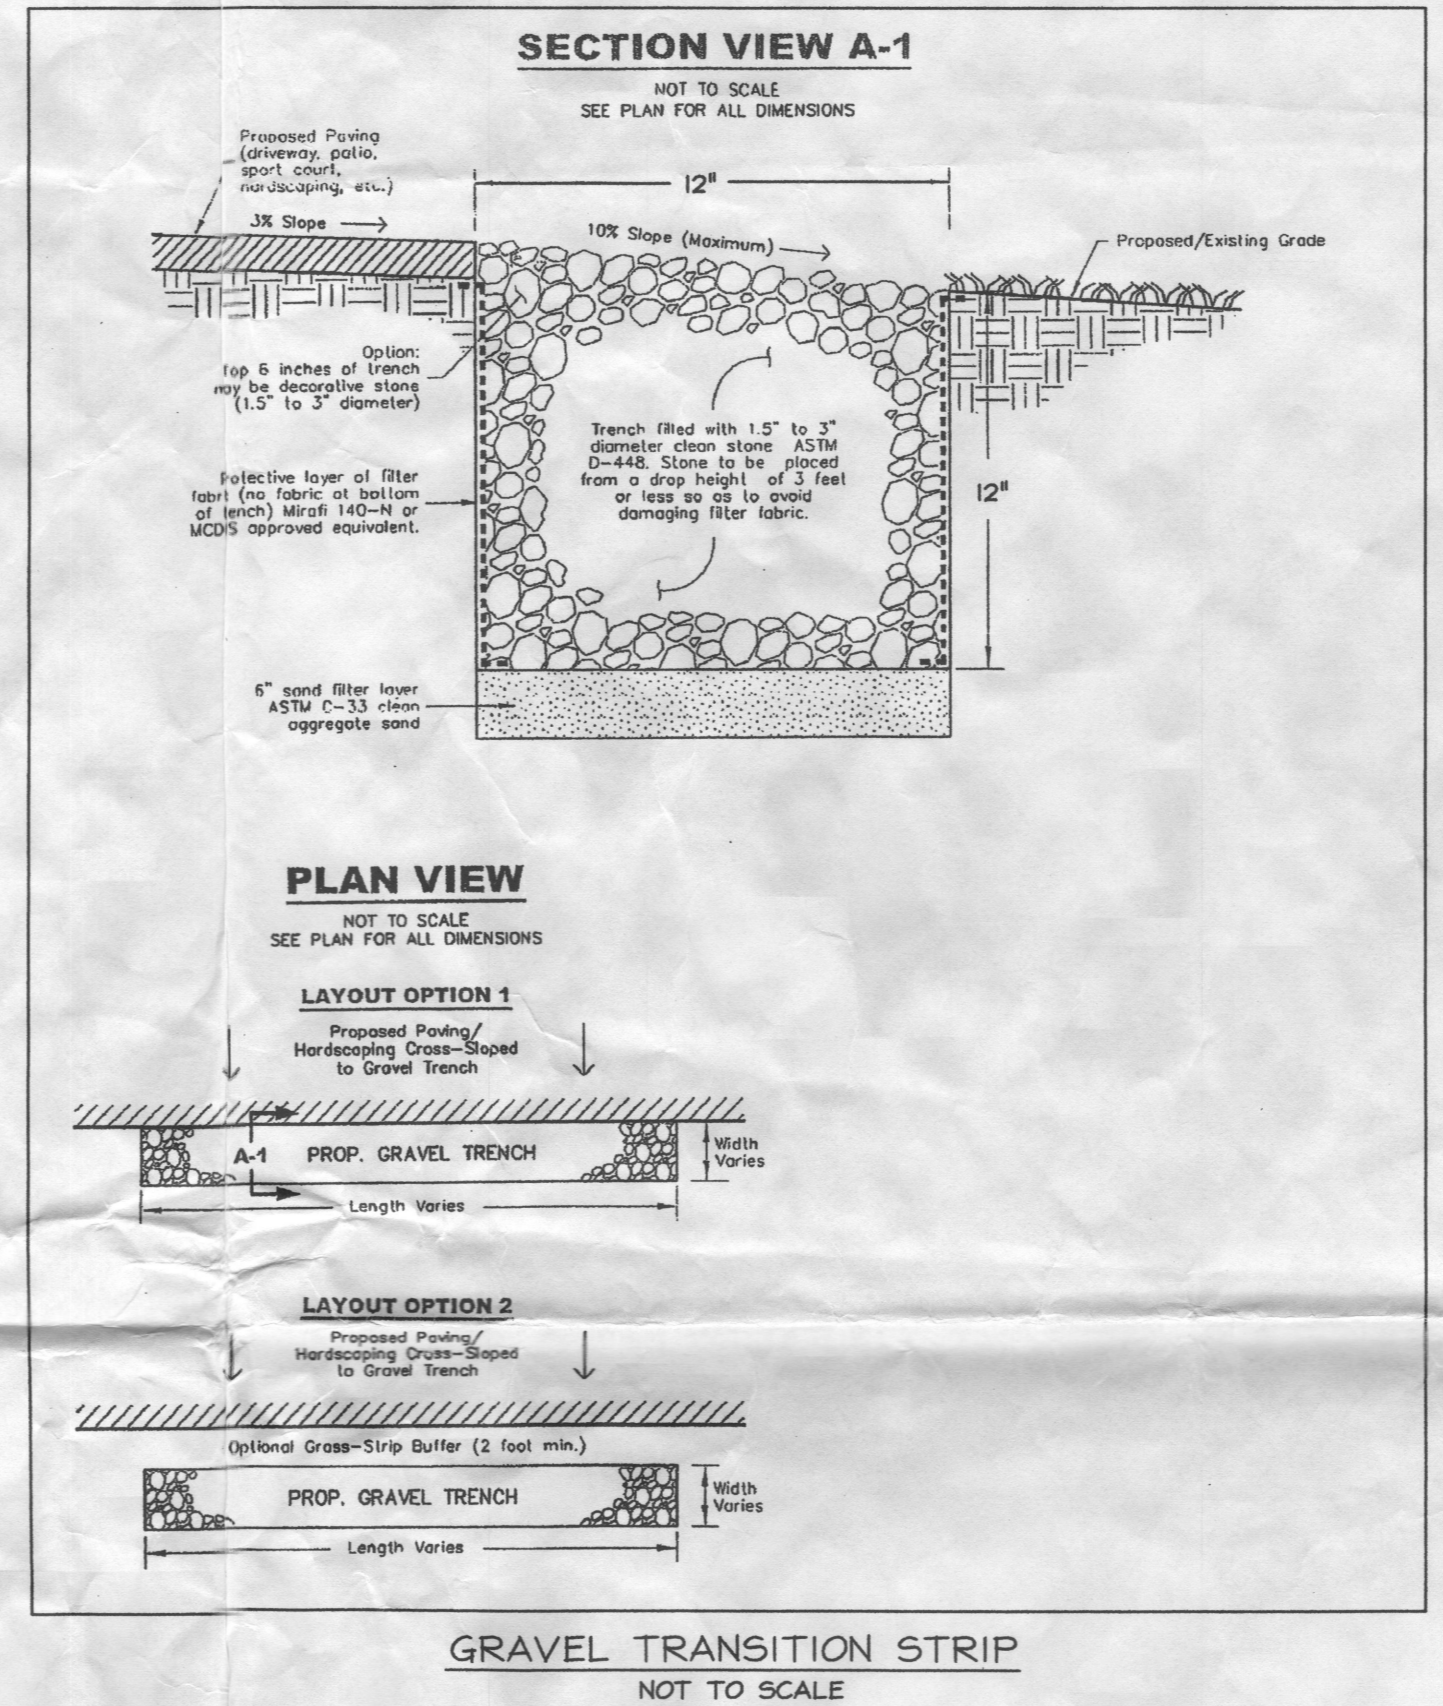 SECTION VIEW A-1
NOT TO SCALE
SEE PLAN FOR ALL DIMENSIONS
Proposed Paving
(driveway, patio,
sport court,
hardscaping, etc.)
12"
3% Slope
10% Slope (Maximum)
Proposed/Existing Grade
Option:
Top 6 inches of trench
may be decorative stone
(1.5" to 3" diameter)
Trench filled with 1.5" to 3"
diameter clean stone ASTM
D-448. Stone to be placed
from a drop height of 3 feet
or less so as to avoid
damaging filter fabric.
Potective layer of filter
fabrt (no fabric at bottom
of tench) Mirafi 140-N or
MCDIS approved equivalent.
12"
6" sand filter layer
ASTM C-33 clean
aggregate sand
PLAN VIEW
NOT TO SCALE
SEE PLAN FOR ALL DIMENSIONS
LAYOUT OPTION 1
Proposed Paving/
Hardscaping Cross-Sloped
to Gravel Trench
A-1
PROP. GRAVEL TRENCH
Width
Varies
Length Varies
LAYOUT OPTION 2
Proposed Paving/
Hardscaping Cross-Sloped
to Gravel Trench
Optional Grass-Strip Buffer (2 foot min.)
PROP. GRAVEL TRENCH
Width
Varies
Length Varies
GRAVEL TRANSITION STRIP
NOT TO SCALE